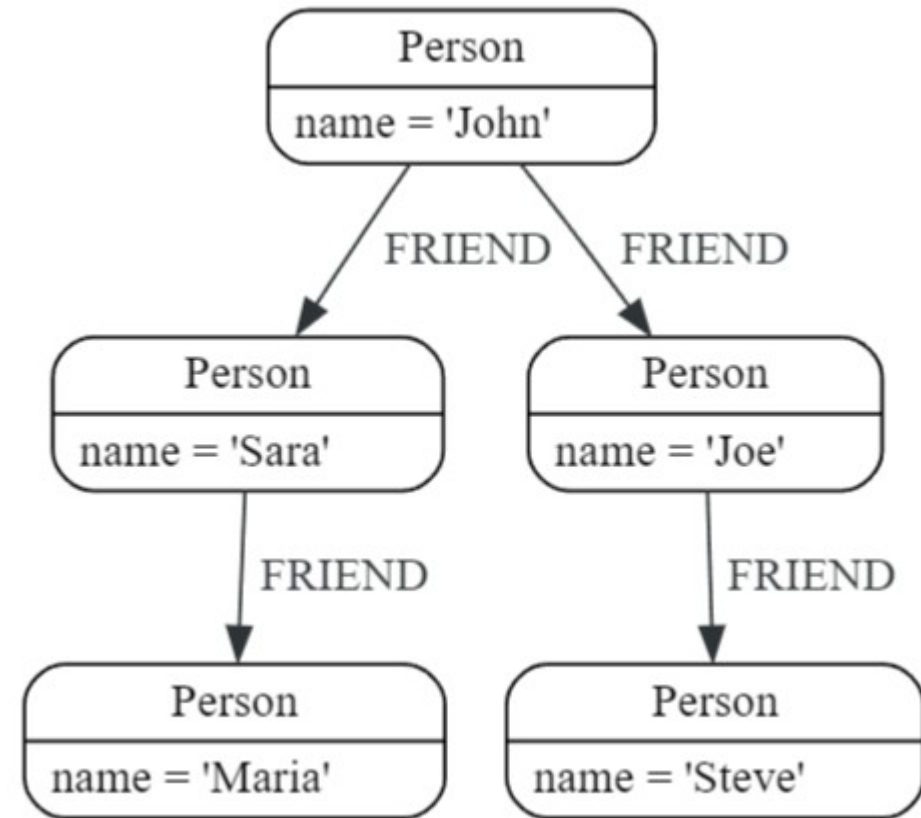 Person
name = 'John'
FRIEND
FRIEND
Person
name = 'Sara'
Person
name = 'Joe'
FRIEND
FRIEND
Person
name = 'Maria'
Person
name = 'Steve'